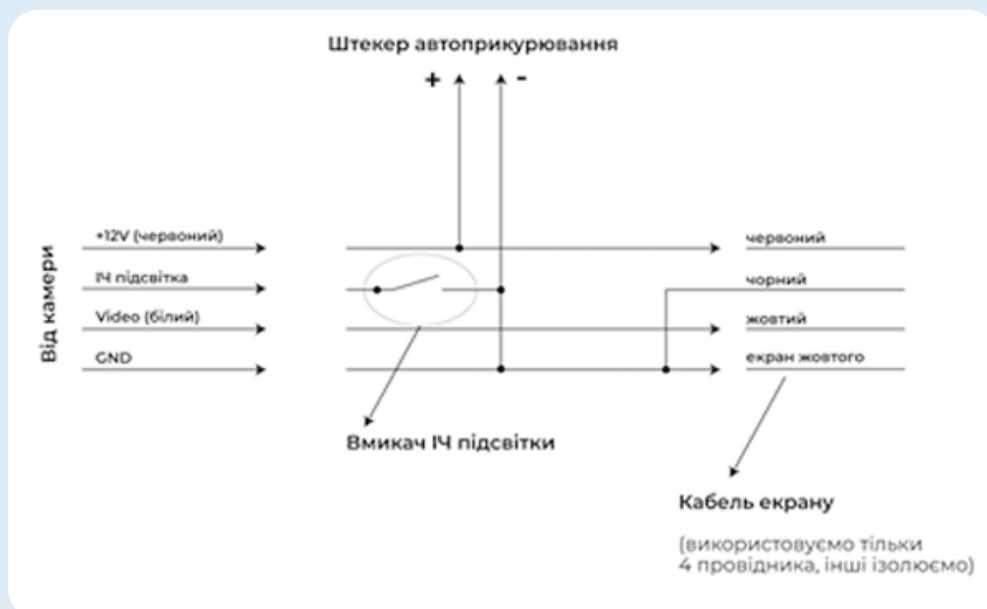 Штекер автоприкурювання
+ -
Від камери
+12V (червоний)
ІЧ підсвітка
Video (білий)
GND
червоний
чорний
жовтий
екран жовтого
Вмикач ІЧ підсвітки
Кабель екрану
(використовуємо тільки
4 провідника, інші ізолюємо)